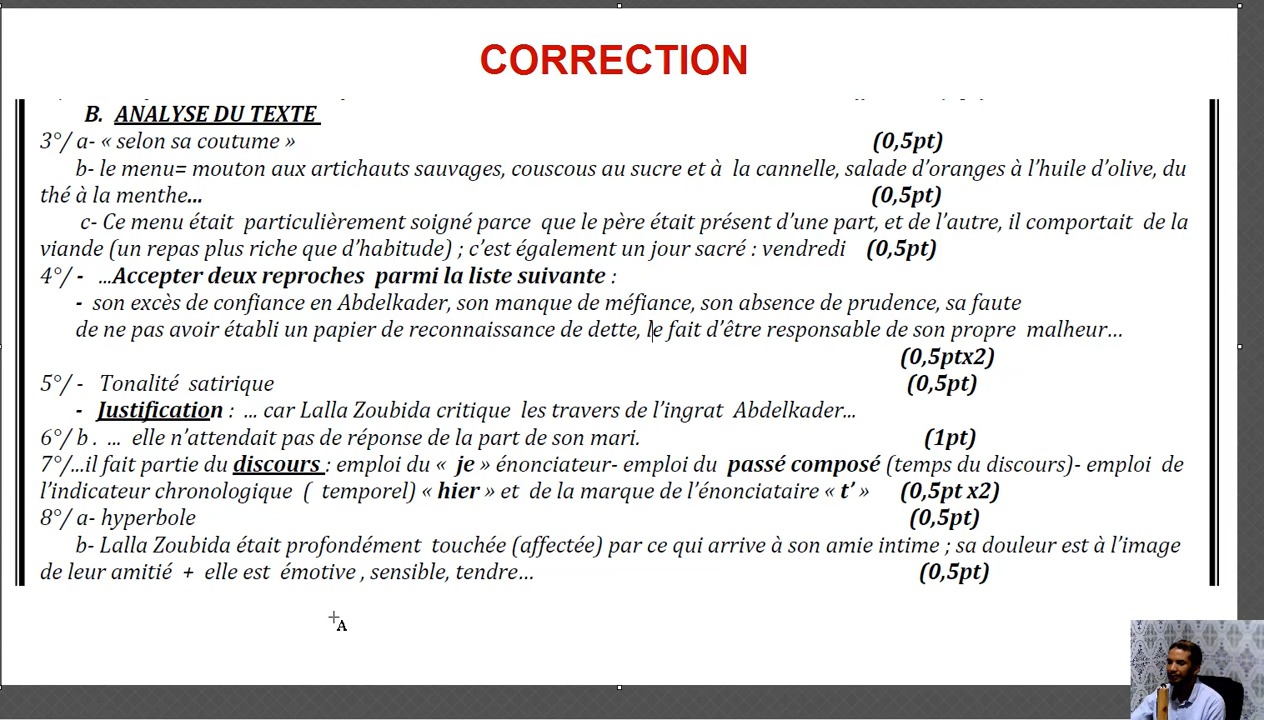 CORRECTION
B. ANALYSE DU TEXTE
3°/ a- « selon sa coutume » (0,5pt)
b- le menu= mouton aux artichauts sauvages, couscous au sucre et à la cannelle, salade d’oranges à l’huile d’olive, du
thé à la menthe... (0,5pt)
c- Ce menu était particulièrement soigné parce que le père était présent d’une part, et de l’autre, il comportait de la
viande (un repas plus riche que d’habitude) ; c’est également un jour sacré : vendredi (0,5pt)
4°/ - ...Accepter deux reproches parmi la liste suivante :
- son excès de confiance en Abdelkader, son manque de méfiance, son absence de prudence, sa faute
de ne pas avoir établi un papier de reconnaissance de dette, le fait d’être responsable de son propre malheur...
(0,5ptx2)
5°/ - Tonalité satirique (0,5pt)
- Justification : ... car Lalla Zoubida critique les travers de l’ingrat Abdelkader...
6°/ b . ... elle n’attendait pas de réponse de la part de son mari. (1pt)
7°/...il fait partie du discours : emploi du « je » énonciateur- emploi du passé composé (temps du discours)- emploi de
l’indicateur chronologique ( temporel) « hier » et de la marque de l’énonciataire « t’ » (0,5pt x2)
8°/ a- hyperbole (0,5pt)
b- Lalla Zoubida était profondément touchée (affectée) par ce qui arrive à son amie intime ; sa douleur est à l’image
de leur amitié + elle est émotive , sensible, tendre... (0,5pt)